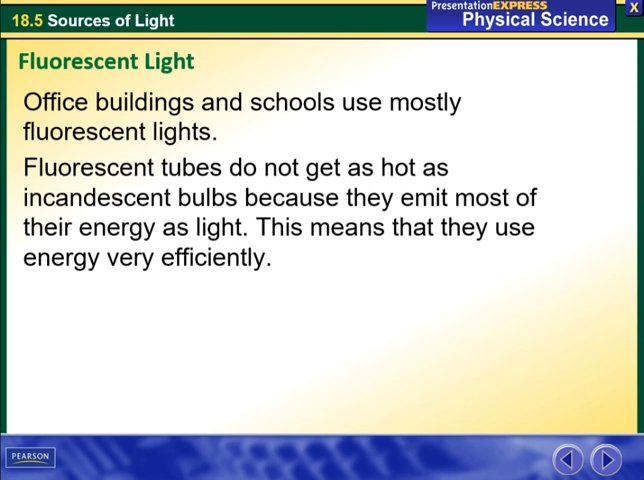 18.5 Sources of Light
PresentationEXPRESS
Physical Science
X
Fluorescent Light
Office buildings and schools use mostly
fluorescent lights.
Fluorescent tubes do not get as hot as
incandescent bulbs because they emit most of
their energy as light. This means that they use
energy very efficiently.
PEARSON